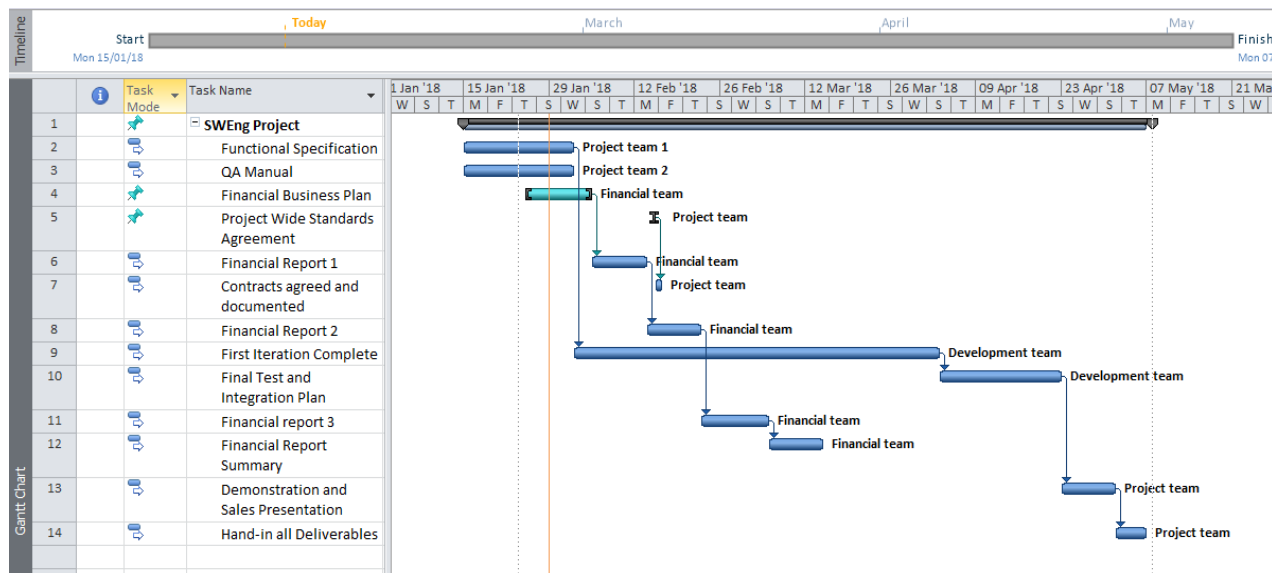 Timeline
Today
March
April
May
Start
Mon 15/01/18
Finish
Mon 07
Task Mode
Task Name
1 Jan '18
15 Jan '18
29 Jan '18
12 Feb '18
26 Feb '18
12 Mar '18
26 Mar '18
09 Apr '18
23 Apr '18
07 May '18
21 Ma
W S T M F T S W S T M F T S W S T M F T S W S T M F T S W S T M F T S W
1 SWEng Project
2 Functional Specification Project team 1
3 QA Manual Project team 2
4 Financial Business Plan Financial team
5 Project Wide Standards Project team
Agreement
6 Financial Report 1 Financial team
7 Contracts agreed and Project team
documented
8 Financial Report 2 Financial team
9 First Iteration Complete Development team
10 Final Test and Development team
Integration Plan
11 Financial report 3 Financial team
12 Financial Report Financial team
Summary
13 Demonstration and Project team
Sales Presentation
14 Hand-in all Deliverables Project team
Gantt Chart